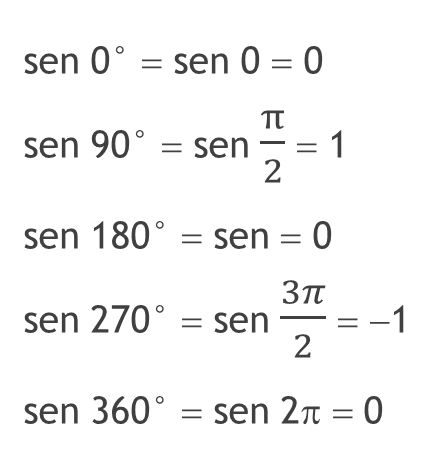 sen 0° = sen 0 = 0
sen 90° = sen π/2 = 1
sen 180° = sen = 0
sen 270° = sen 3π/2 = −1
sen 360° = sen 2π = 0